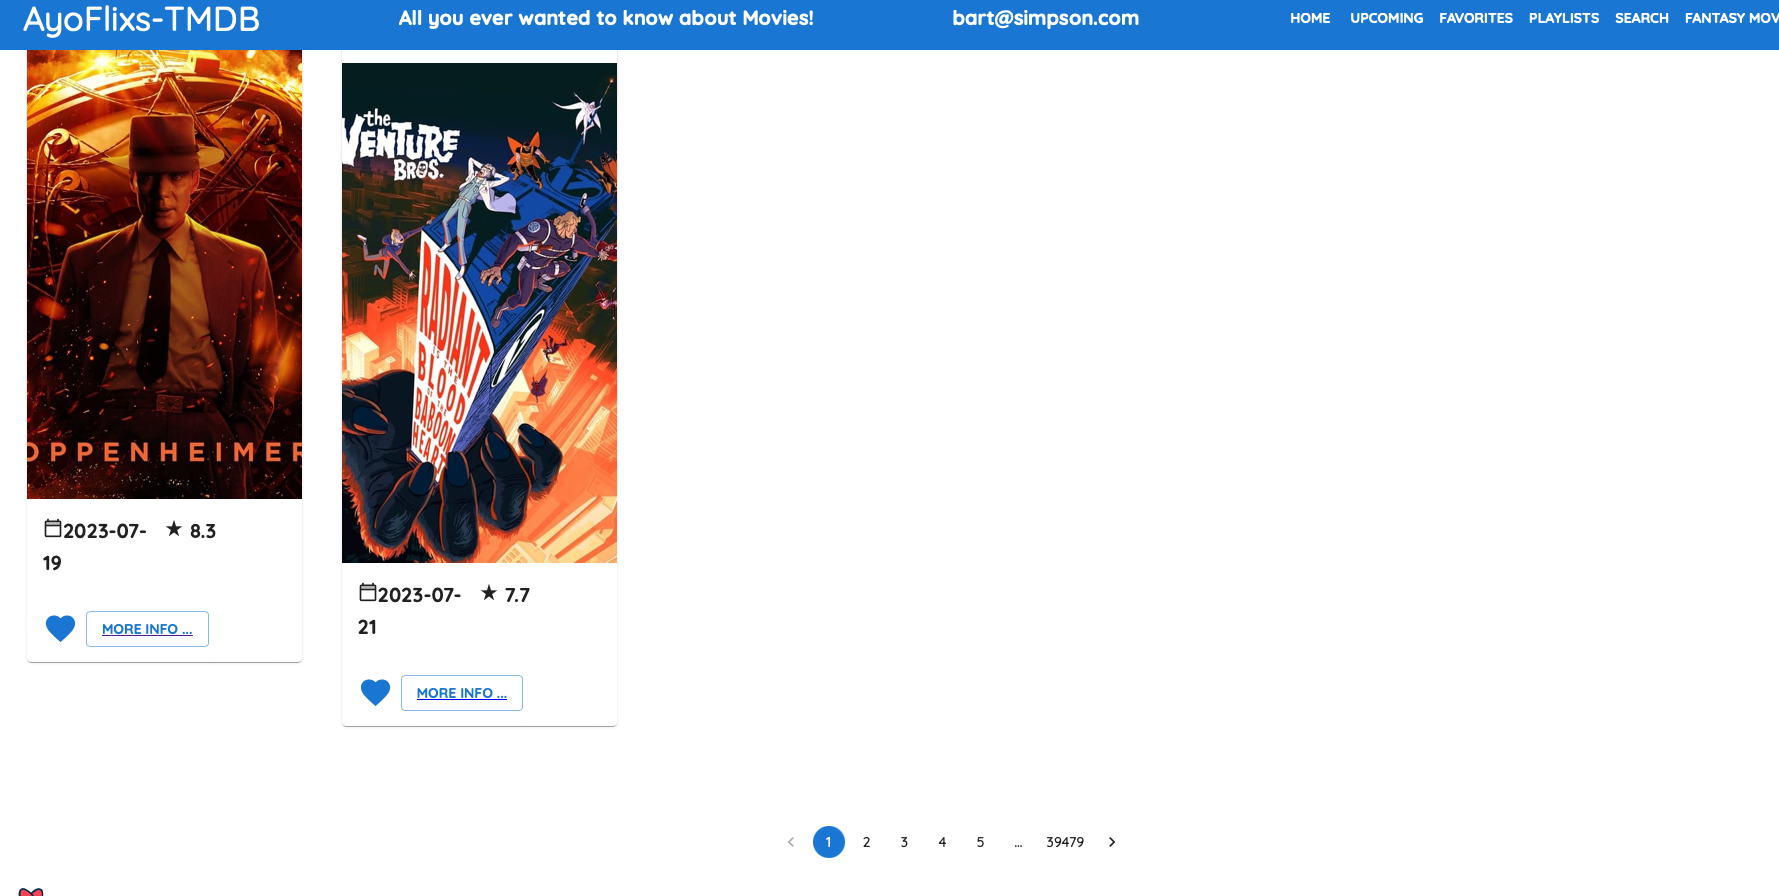 AyoFlixs-TMDB
All you ever wanted to know about Movies!
bart@simpson.com
HOME UPCOMING FAVORITES PLAYLISTS SEARCH FANTASY MOV
OPPENHEIMER
2023-07-
19
★ 8.3
MORE INFO ...
the
VENTURE
BROS.
RADIANT
IS THE
BLOOD
OF THE
BABOON
HEART
2023-07-
21
★ 7.7
MORE INFO ...
1 2 3 4 5 ... 39479